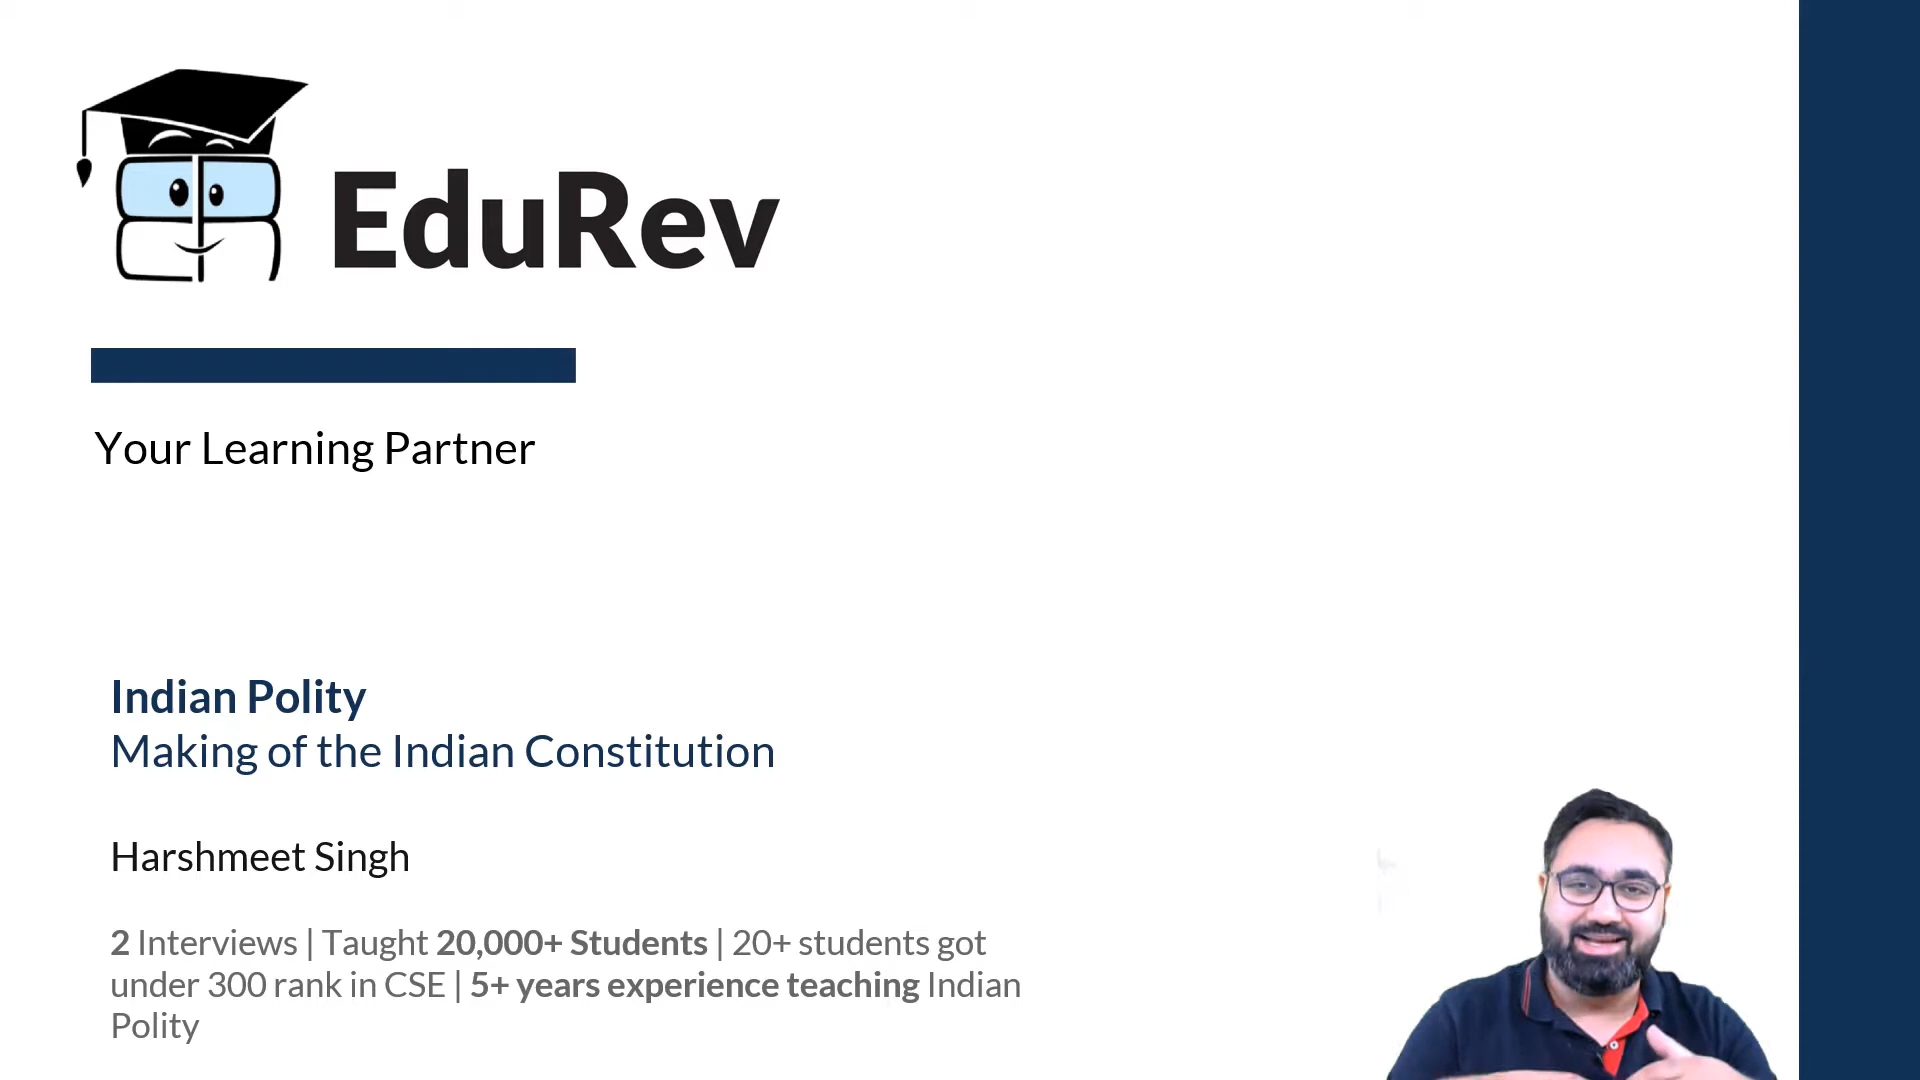 EduRev
Your Learning Partner
Indian Polity
Making of the Indian Constitution
Harshmeet Singh
2 Interviews | Taught 20,000+ Students | 20+ students got
under 300 rank in CSE | 5+ years experience teaching Indian
Polity